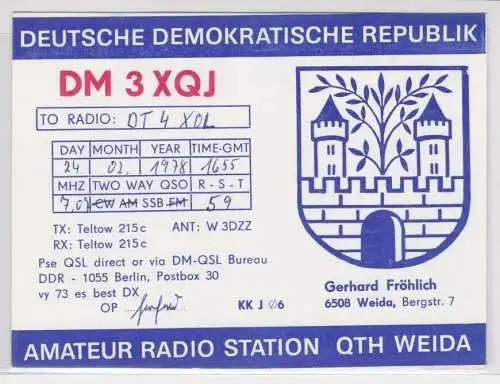 DEUTSCHE DEMOKRATISCHE REPUBLIK
DM 3 XQJ
TO RADIO: OT 4 XOL
DAY MONTH YEAR TIME-GMT
24 02. 1978 1655
MHZ TWO WAY QSO R - S - T
7,07 CW AM SSB FM 59
TX: Teltow 215c ANT: W 3DZZ
RX: Teltow 215c
Pse QSL direct or via DM-QSL Bureau
DDR - 1055 Berlin, Postbox 30
vy 73 es best DX
OP
KK J Ø6
Gerhard Fröhlich
6508 Weida, Bergstr. 7
AMATEUR RADIO STATION QTH WEIDA